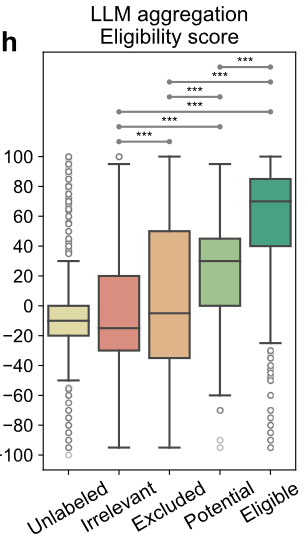 h
LLM aggregation
Eligibility score
***
***
***
***
***
***
100
80
60
40
20
0
−20
−40
−60
−80
−100
Unlabeled
Irrelevant
Excluded
Potential
Eligible